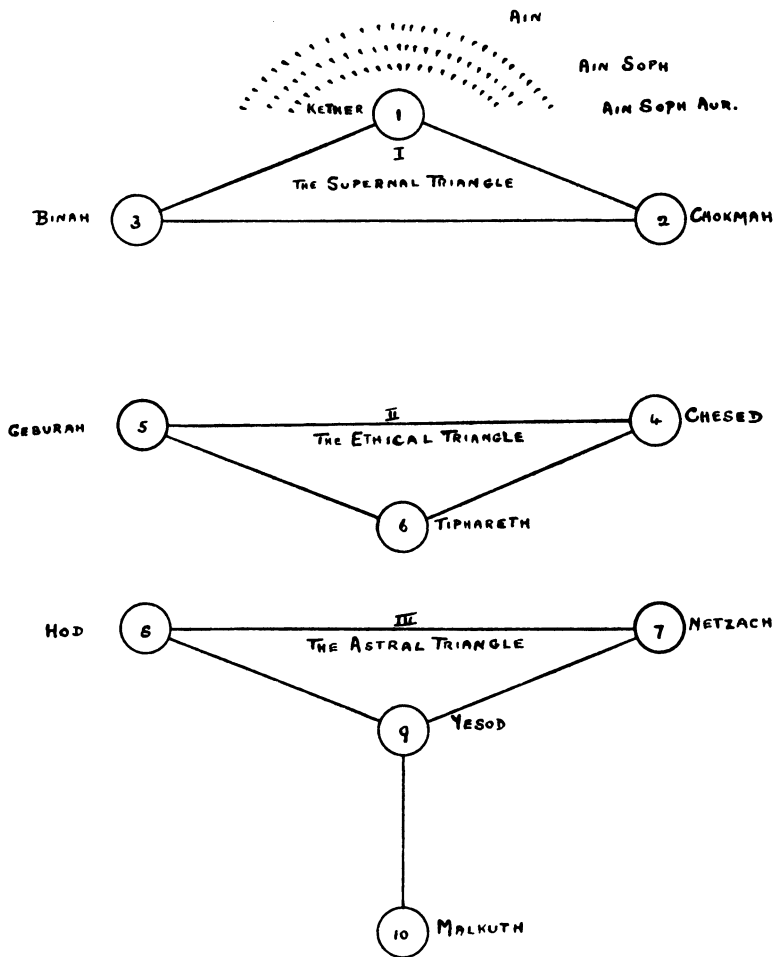 AIN
AIN SOPH
AIN SOPH AUR.
KETHER 1
I
THE SUPERNAL TRIANGLE
BINAH 3
2 CHOKMAH
GEBURAH 5
II
4 CHESED
THE ETHICAL TRIANGLE
6 TIPHARETH
HOD 8
III
7 NETZACH
THE ASTRAL TRIANGLE
9 YESOD
10 MALKUTH